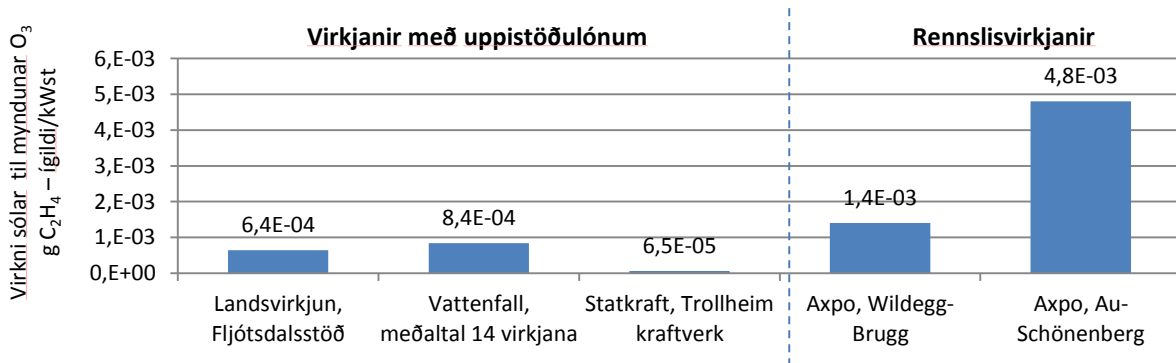 Virkni sólar til myndunar O₃
g C₂H₄ – ígildi/kWst
Virkjanir með uppistöðulónum
Rennslisvirkjanir
6,E-03
5,E-03
4,E-03
3,E-03
2,E-03
1,E-03
0,E+00
6,4E-04
8,4E-04
6,5E-05
1,4E-03
4,8E-03
Landsvirkjun,
Fljótsdalsstöð
Vattenfall,
meðaltal 14 virkjana
Statkraft, Trollheim
kraftverk
Axpo, Wildegg-
Brugg
Axpo, Au-
Schönenberg